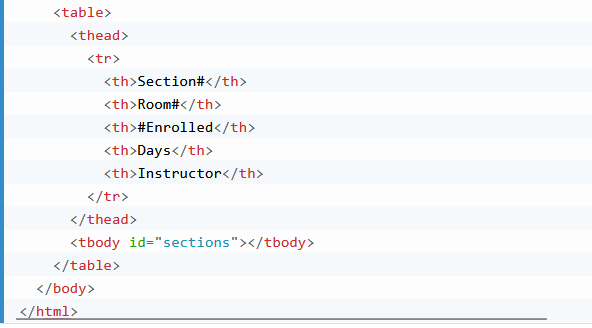 <table>
<thead>
<tr>
<th>Section#</th>
<th>Room#</th>
<th>#Enrolled</th>
<th>Days</th>
<th>Instructor</th>
</tr>
</thead>
<tbody id="sections"></tbody>
</table>
</body>
</html>